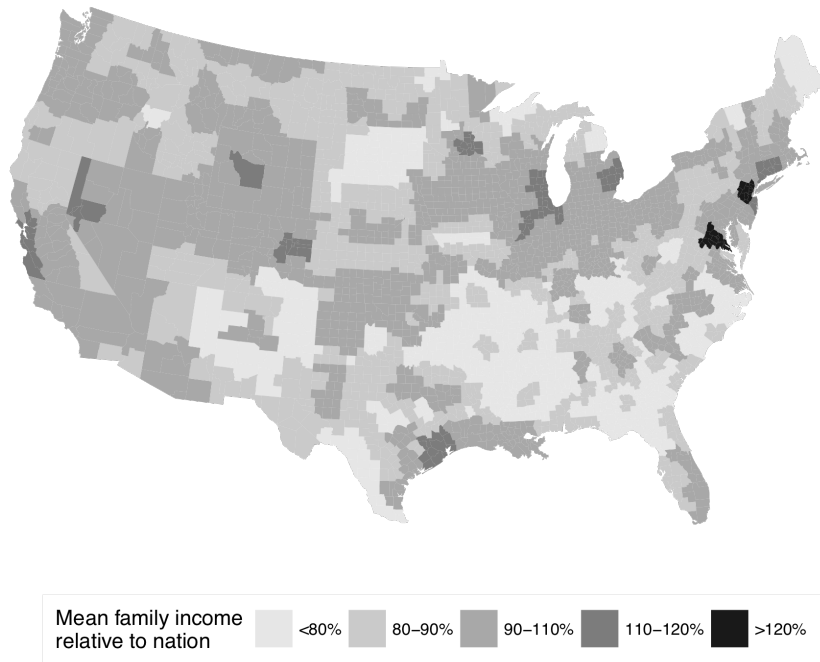 Mean family income
relative to nation
<80%
80−90%
90−110%
110−120%
>120%